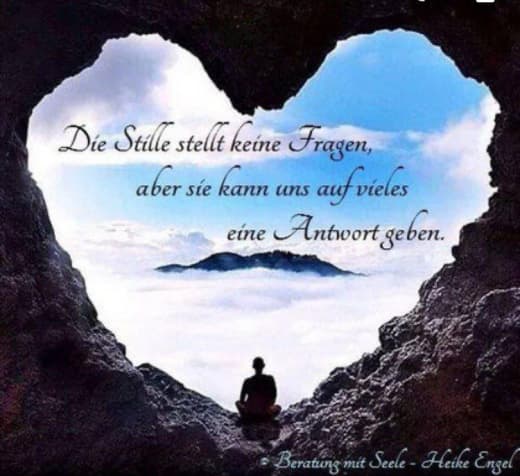 Die Stille stellt keine Fragen,
aber sie kann uns auf vieles
eine Antwort geben.
© Beratung mit Seele - Heike Engel